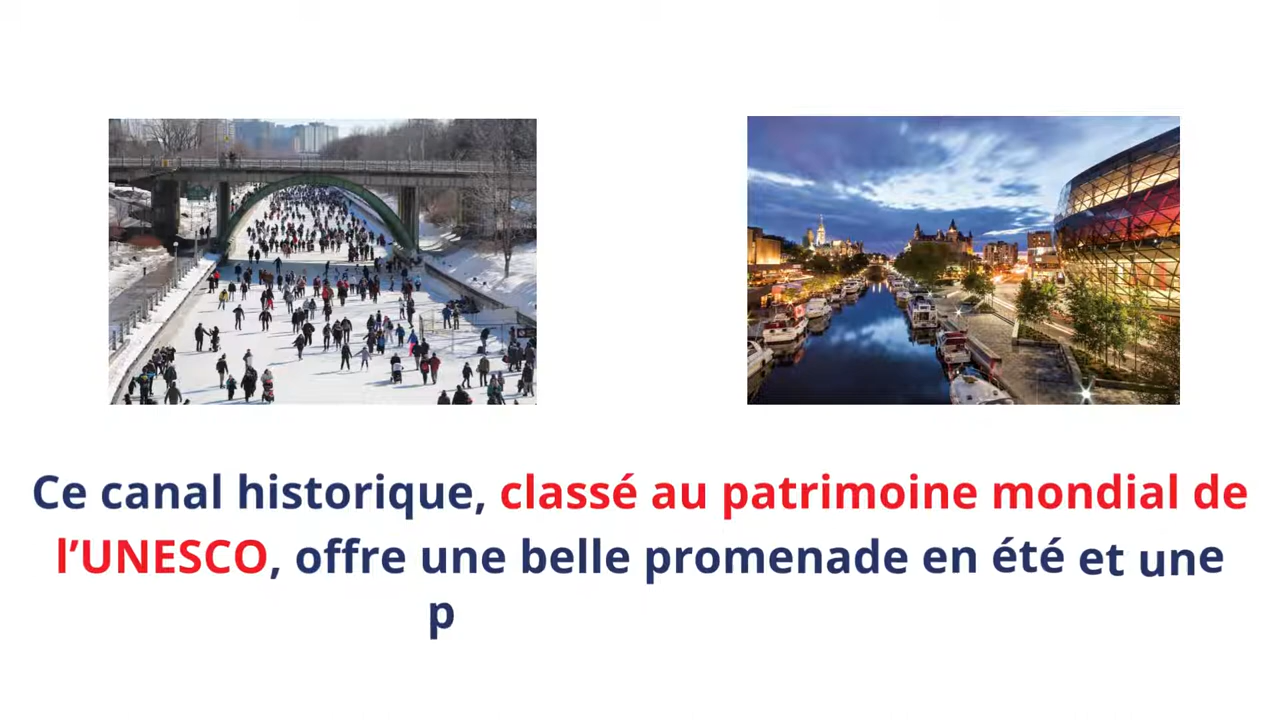 Ce canal historique, classé au patrimoine mondial de
l’UNESCO, offre une belle promenade en été et une
p